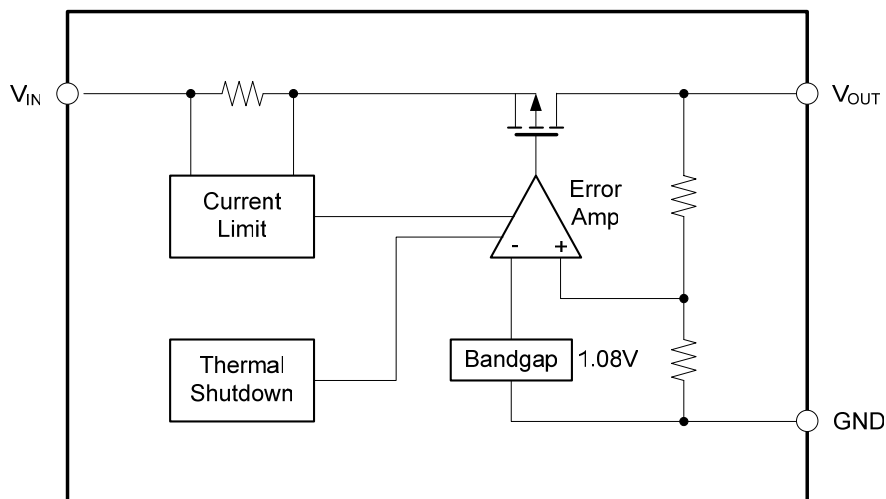 VIN
VOUT
Current
Limit
Error
Amp
- +
Thermal
Shutdown
Bandgap
1.08V
GND